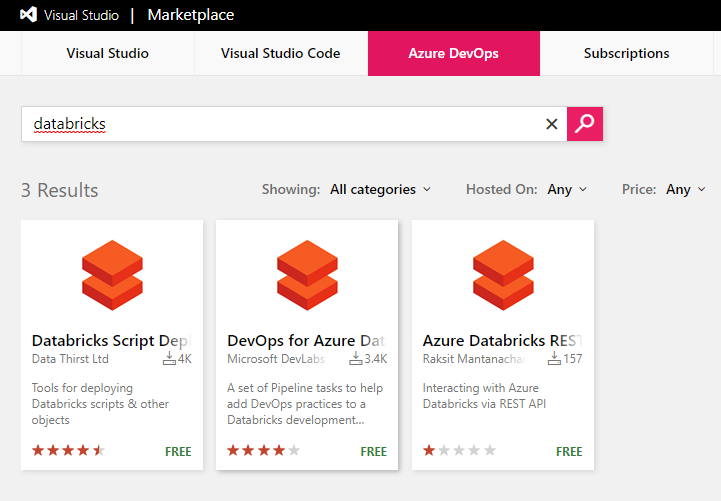 Visual Studio | Marketplace
Visual Studio Visual Studio Code Azure DevOps Subscriptions
databricks
3 Results Showing: All categories Hosted On: Any Price: Any
Databricks Script Depl
Data Thirst Ltd 4K
Tools for deploying
Databricks scripts & other
objects
FREE
DevOps for Azure Dat
Microsoft DevLabs 3.4K
A set of Pipeline tasks to help
add DevOps practices to a
Databricks development...
FREE
Azure Databricks REST
Raksit Mantanachar 157
Interacting with Azure
Databricks via REST API
FREE